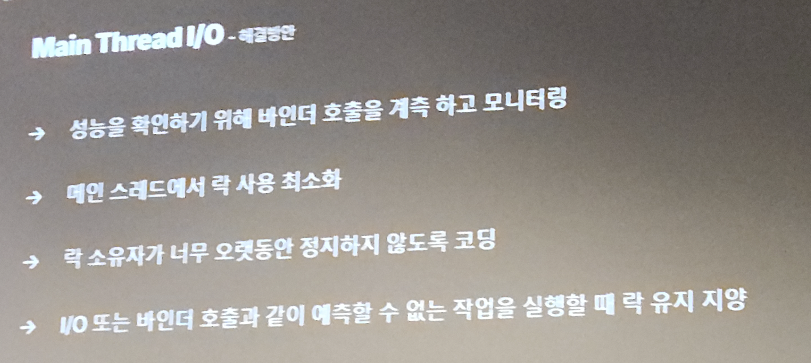 Main Thread I/O - 해결방안
→ 성능을 확인하기 위해 바인더 호출을 계측 하고 모니터링
→ 메인 스레드에서 락 사용 최소화
→ 락 소유자가 너무 오랫동안 정지하지 않도록 코딩
→ I/O 또는 바인더 호출과 같이 예측할 수 없는 작업을 실행할 때 락 유지 지양